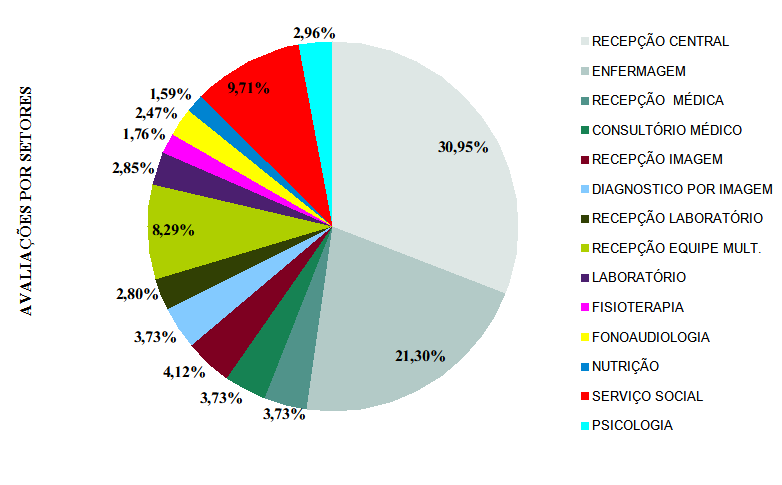 AVALIAÇÕES POR SETORES
2,96%
30,95%
21,30%
3,73%
3,73%
4,12%
3,73%
2,80%
8,29%
2,85%
1,76%
2,47%
1,59%
9,71%
RECEPÇÃO CENTRAL
ENFERMAGEM
RECEPÇÃO MÉDICA
CONSULTÓRIO MÉDICO
RECEPÇÃO IMAGEM
DIAGNOSTICO POR IMAGEM
RECEPÇÃO LABORATÓRIO
RECEPÇÃO EQUIPE MULT.
LABORATÓRIO
FISIOTERAPIA
FONOAUDIOLOGIA
NUTRIÇÃO
SERVIÇO SOCIAL
PSICOLOGIA